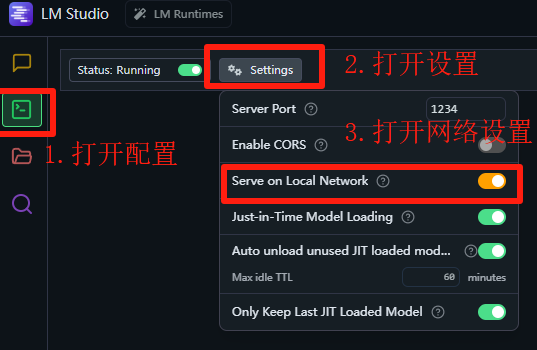 LM Studio
LM Runtimes
Status: Running
Settings
2.打开设置
Server Port
1234
3.打开网络设置
Enable CORS
1.打开配置
Serve on Local Network
Just-in-Time Model Loading
Auto unload unused JIT loaded mod...
Max idle TTL
60 minutes
Only Keep Last JIT Loaded Model